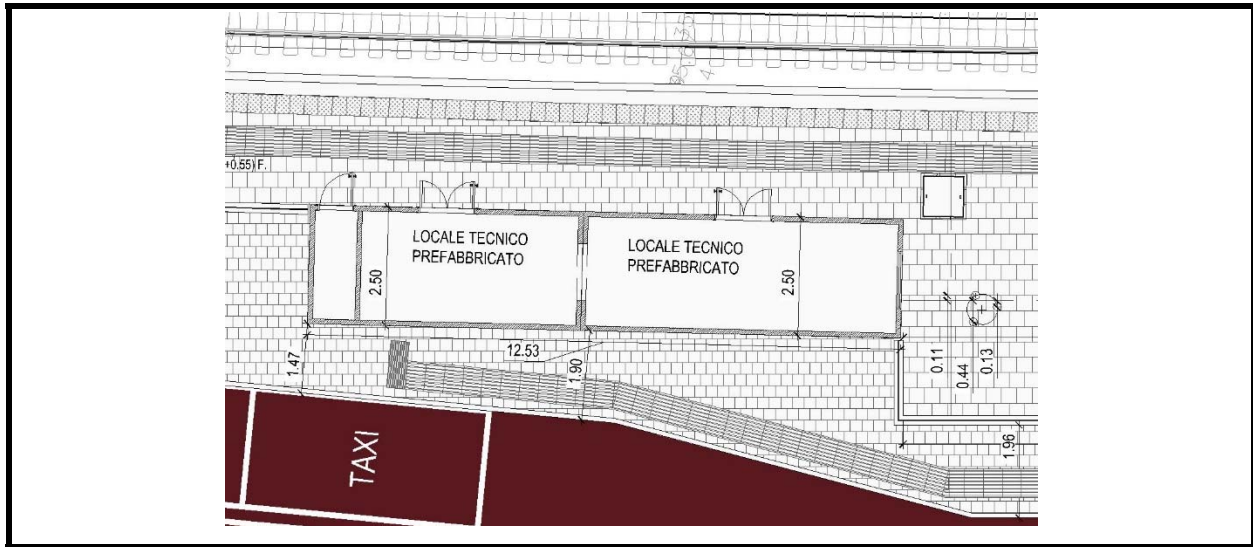 +0.55) F.
LOCALE TECNICO
PREFABBRICATO
LOCALE TECNICO
PREFABBRICATO
2.50
2.50
12.53
1.47
1.90
0.11
0.44
0.13
1.96
TAXI